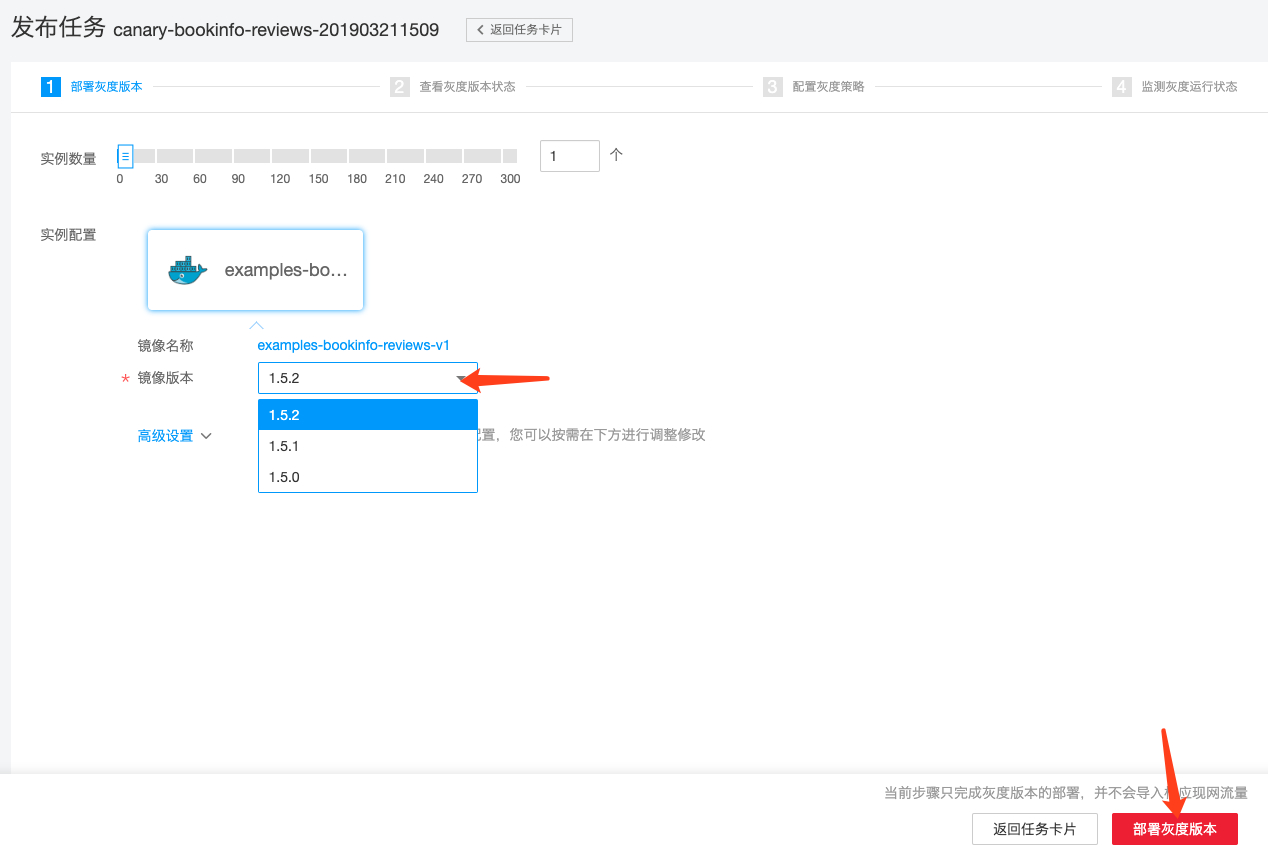 发布任务 canary-bookinfo-reviews-201903211509 返回任务卡片
1 部署灰度版本 2 查看灰度版本状态 3 配置灰度策略 4 监测灰度运行状态
实例数量 1 个
0 30 60 90 120 150 180 210 240 270 300
实例配置
examples-bo...
镜像名称 examples-bookinfo-reviews-v1
* 镜像版本 1.5.2
1.5.2
高级设置 置，您可以按需在下方进行调整修改
1.5.1
1.5.0
当前步骤只完成灰度版本的部署，并不会导入 应现网流量
返回任务卡片 部署灰度版本